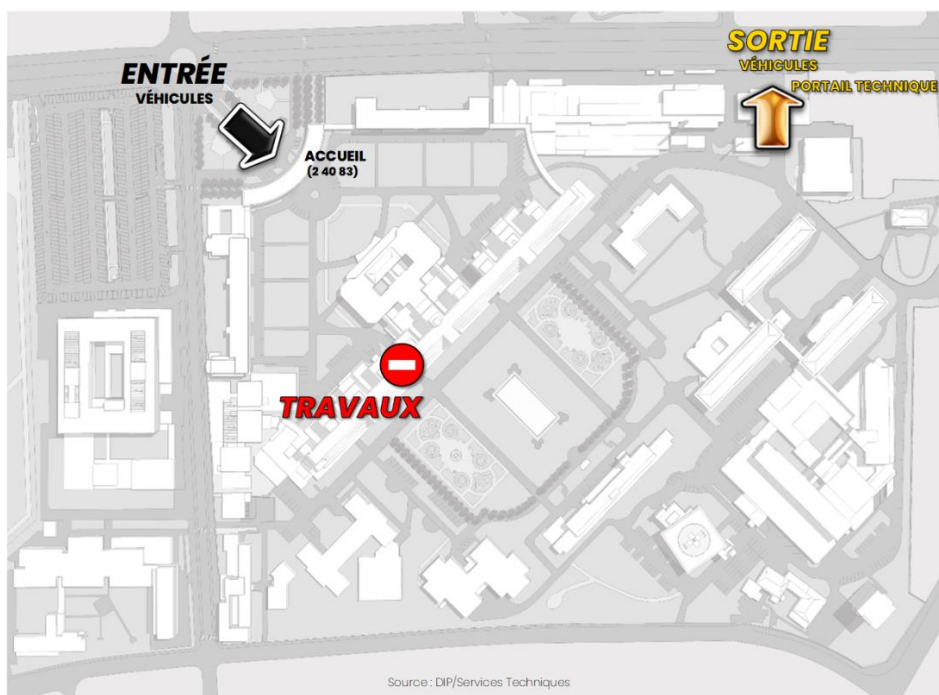 ENTRÉE
VÉHICULES
ACCUEIL
(2 40 83)
SORTIE
VÉHICULES
PORTAIL TECHNIQUE
TRAVAUX
Source : DIP/Services Techniques